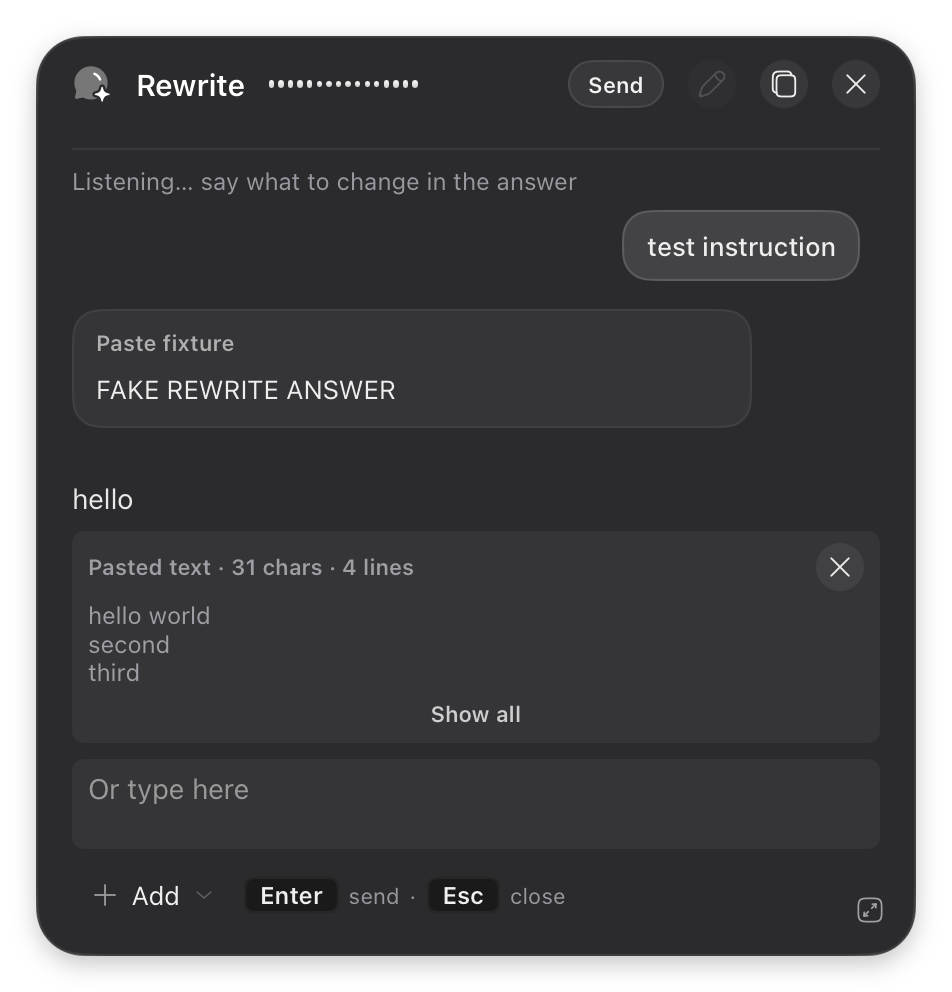 Rewrite
Send
Listening... say what to change in the answer
test instruction
Paste fixture
FAKE REWRITE ANSWER
hello
Pasted text · 31 chars · 4 lines
hello world
second
third
Show all
Or type here
Add Enter send · Esc close